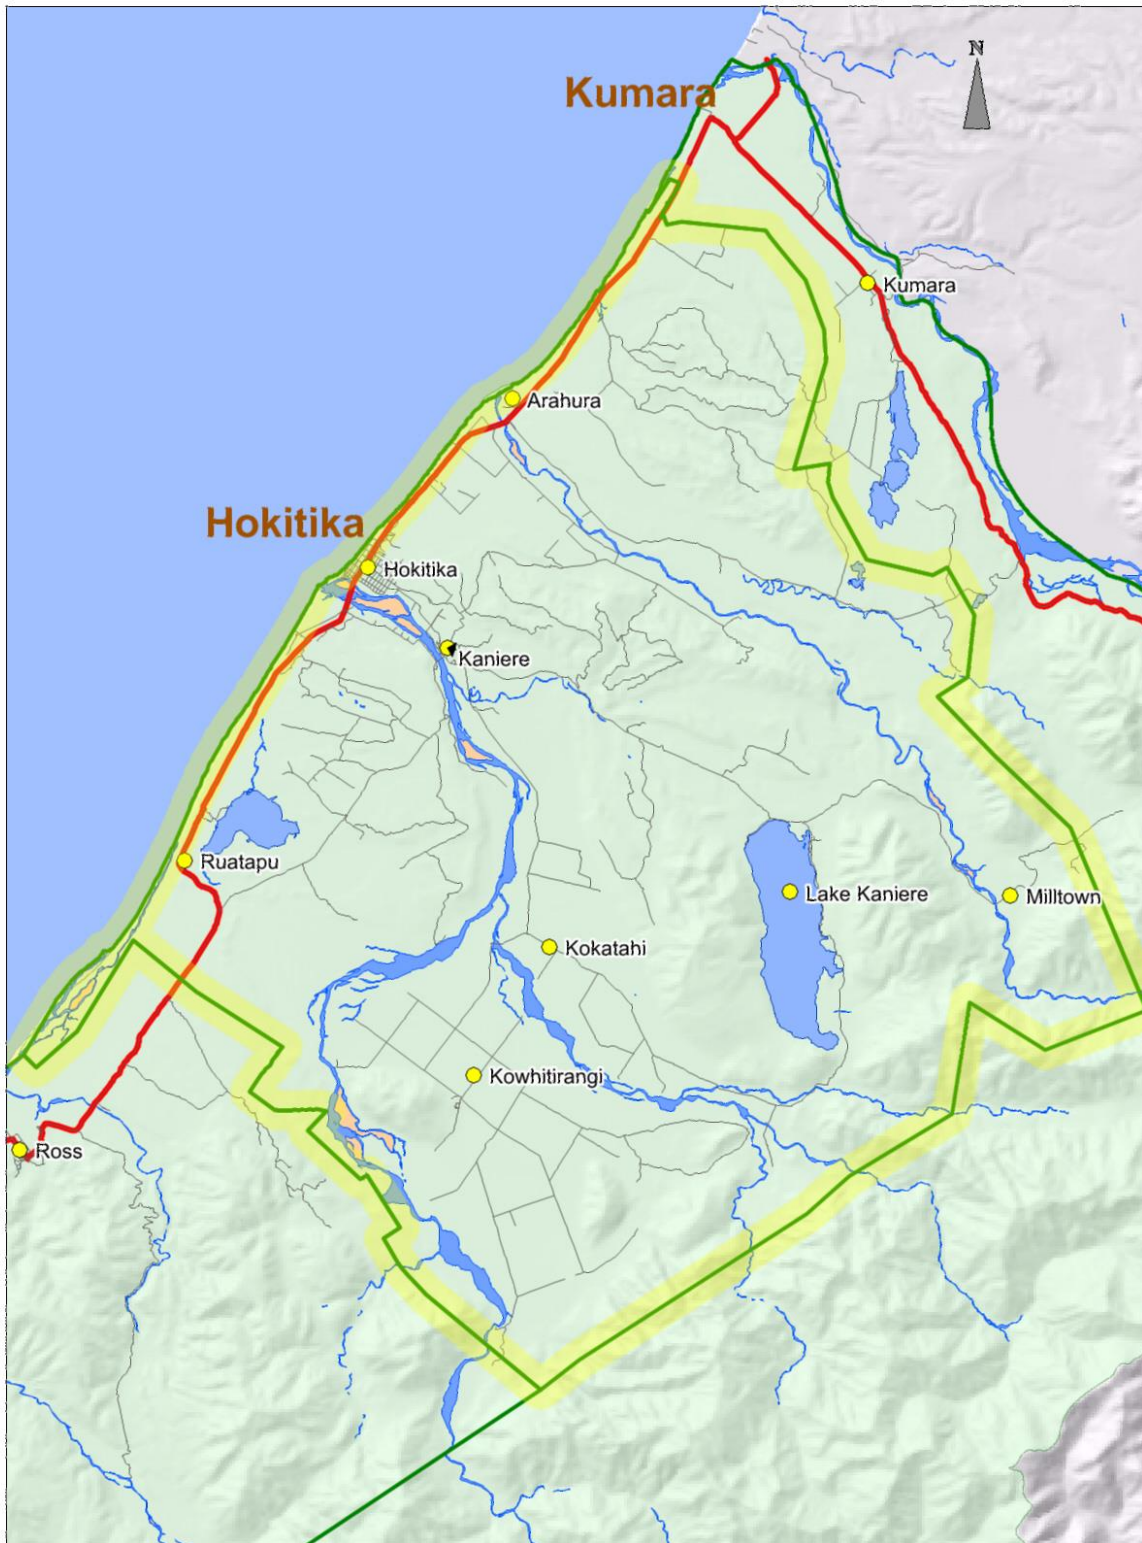 N
Kumara
Kumara
Arahura
Hokitika
Hokitika
Kaniere
Ruatapu
Lake Kaniere
Milltown
Kokatahi
Kowhitirangi
Ross